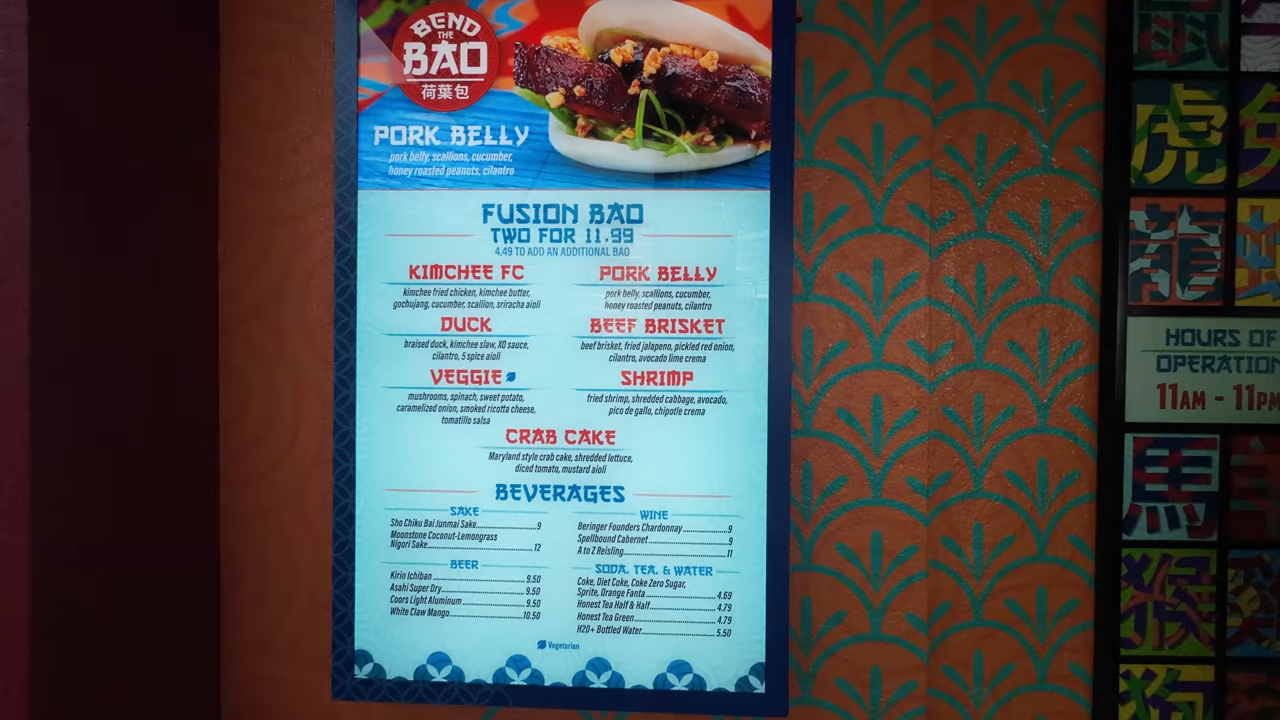 BEND
THE
BAO
荷葉包
PORK BELLY
pork belly, scallions, cucumber,
honey roasted peanuts, cilantro
FUSION BAO
TWO FOR 11.99
4.49 TO ADD AN ADDITIONAL BAO
KIMCHEE FC
kimchee fried chicken, kimchee butter,
gochujang, cucumber, scallion, sriracha aioli
PORK BELLY
pork belly, scallions, cucumber,
honey roasted peanuts, cilantro
DUCK
braised duck, kimchee slaw, XO sauce,
cilantro, 5 spice aioli
BEEF BRISKET
beef brisket, fried jalapeno, pickled red onion,
cilantro, avocado lime crema
VEGGIE
mushrooms, spinach, sweet potato,
caramelized onion, smoked ricotta cheese,
tomatillo salsa
SHRIMP
fried shrimp, shredded cabbage, avocado,
pico de gallo, chipotle crema
CRAB CAKE
Maryland style crab cake, shredded lettuce,
diced tomato, mustard aioli
BEVERAGES
SAKE
Sho Chiku Bai Junmai Sake 9
Moonstone Coconut-Lemongrass
Nigori Sake 12
BEER
Kirin Ichiban 9.50
Asahi Super Dry 9.50
Coors Light Aluminum 9.50
White Claw Mango 10.50
WINE
Beringer Founders Chardonnay 9
Spellbound Cabernet 9
A to Z Reisling 11
SODA, TEA, & WATER
Coke, Diet Coke, Coke Zero Sugar,
Sprite, Orange Fanta 4.69
Honest Tea Half & Half 4.79
Honest Tea Green 4.79
H2O+ Bottled Water 5.50
Vegetarian
鼠
虎 兔
龍
HOURS OF
OPERATION
11AM - 11PM
馬
猴
狗